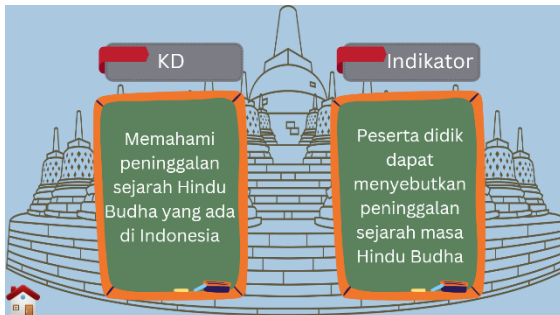 KD
Memahami
peninggalan
sejarah Hindu
Budha yang ada
di Indonesia
Indikator
Peserta didik
dapat
menyebutkan
peninggalan
sejarah masa
Hindu Budha